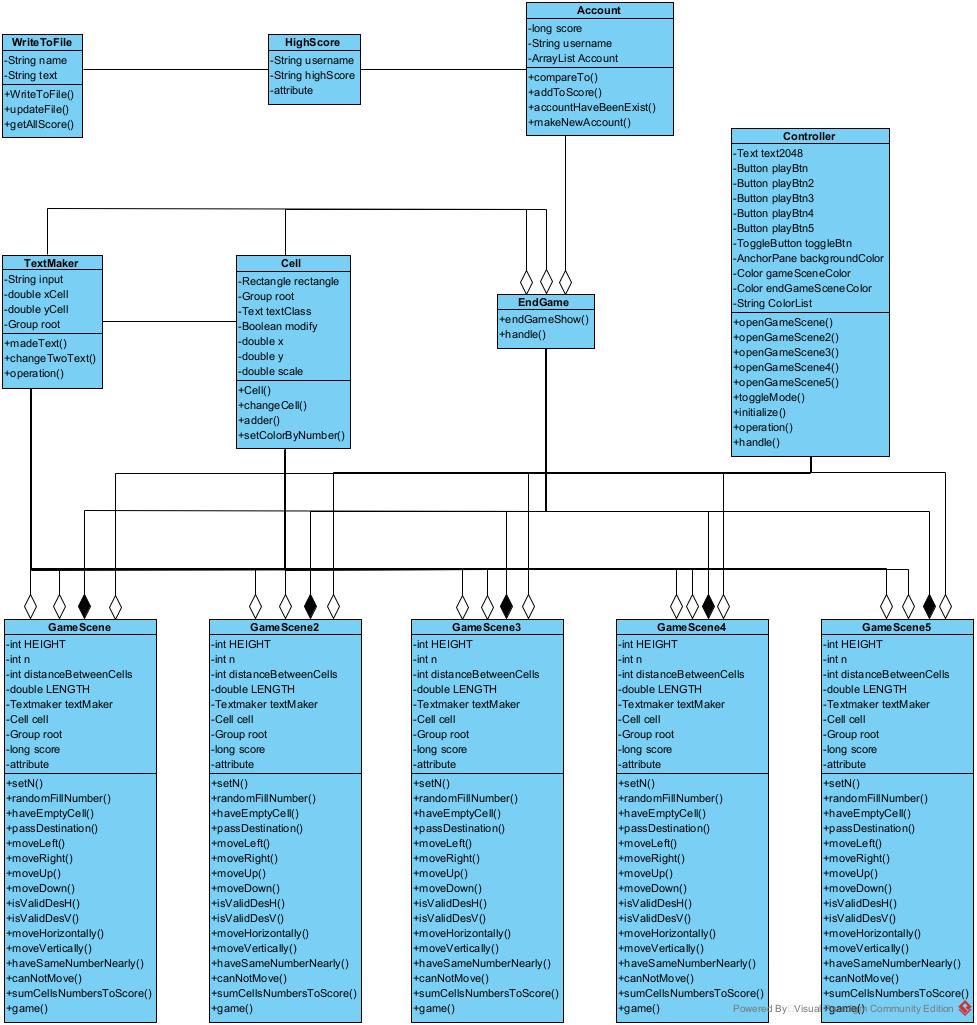 Account
-long score
-String username
-ArrayList Account
+compareTo()
+addToScore()
+accountHaveBeenExist()
+makeNewAccount()
WriteToFile
-String name
-String text
+WriteToFile()
+updateFile()
+getAllScore()
HighScore
-String username
-String highScore
-attribute
Controller
-Text text2048
-Button playBtn
-Button playBtn2
-Button playBtn3
-Button playBtn4
-Button playBtn5
-ToggleButton toggleBtn
-AnchorPane backgroundColor
-Color gameSceneColor
-Color endGameSceneColor
-String ColorList
+openGameScene()
+openGameScene2()
+openGameScene3()
+openGameScene4()
+openGameScene5()
+toggleMode()
+initialize()
+operation()
+handle()
TextMaker
-String input
-double xCell
-double yCell
-Group root
+madeText()
+changeTwoText()
+operation()
Cell
-Rectangle rectangle
-Group root
-Text textClass
-Boolean modify
-double x
-double y
-double scale
+Cell()
+changeCell()
+adder()
+setColorByNumber()
EndGame
+endGameShow()
+handle()
GameScene
-int HEIGHT
-int n
-int distanceBetweenCells
-double LENGTH
-Textmaker textMaker
-Cell cell
-Group root
-long score
-attribute
+setN()
+randomFillNumber()
+haveEmptyCell()
+passDestination()
+moveLeft()
+moveRight()
+moveUp()
+moveDown()
+isValidDesH()
+isValidDesV()
+moveHorizontally()
+moveVertically()
+haveSameNumberNearly()
+canNotMove()
+sumCellsNumbersToScore()
+game()
GameScene2
-int HEIGHT
-int n
-int distanceBetweenCells
-double LENGTH
-Textmaker textMaker
-Cell cell
-Group root
-long score
-attribute
+setN()
+randomFillNumber()
+haveEmptyCell()
+passDestination()
+moveLeft()
+moveRight()
+moveUp()
+moveDown()
+isValidDesH()
+isValidDesV()
+moveHorizontally()
+moveVertically()
+haveSameNumberNearly()
+canNotMove()
+sumCellsNumbersToScore()
+game()
GameScene3
-int HEIGHT
-int n
-int distanceBetweenCells
-double LENGTH
-Textmaker textMaker
-Cell cell
-Group root
-long score
-attribute
+setN()
+randomFillNumber()
+haveEmptyCell()
+passDestination()
+moveLeft()
+moveRight()
+moveUp()
+moveDown()
+isValidDesH()
+isValidDesV()
+moveHorizontally()
+moveVertically()
+haveSameNumberNearly()
+canNotMove()
+sumCellsNumbersToScore()
+game()
GameScene4
-int HEIGHT
-int n
-int distanceBetweenCells
-double LENGTH
-Textmaker textMaker
-Cell cell
-Group root
-long score
-attribute
+setN()
+randomFillNumber()
+haveEmptyCell()
+passDestination()
+moveLeft()
+moveRight()
+moveUp()
+moveDown()
+isValidDesH()
+isValidDesV()
+moveHorizontally()
+moveVertically()
+haveSameNumberNearly()
+canNotMove()
+sumCellsNumbersToScore()
+game()
GameScene5
-int HEIGHT
-int n
-int distanceBetweenCells
-double LENGTH
-Textmaker textMaker
-Cell cell
-Group root
-long score
-attribute
+setN()
+randomFillNumber()
+haveEmptyCell()
+passDestination()
+moveLeft()
+moveRight()
+moveUp()
+moveDown()
+isValidDesH()
+isValidDesV()
+moveHorizontally()
+moveVertically()
+haveSameNumberNearly()
+canNotMove()
+sumCellsNumbersToScore()
+game()
Powered By Visual Paradigm Community Edition